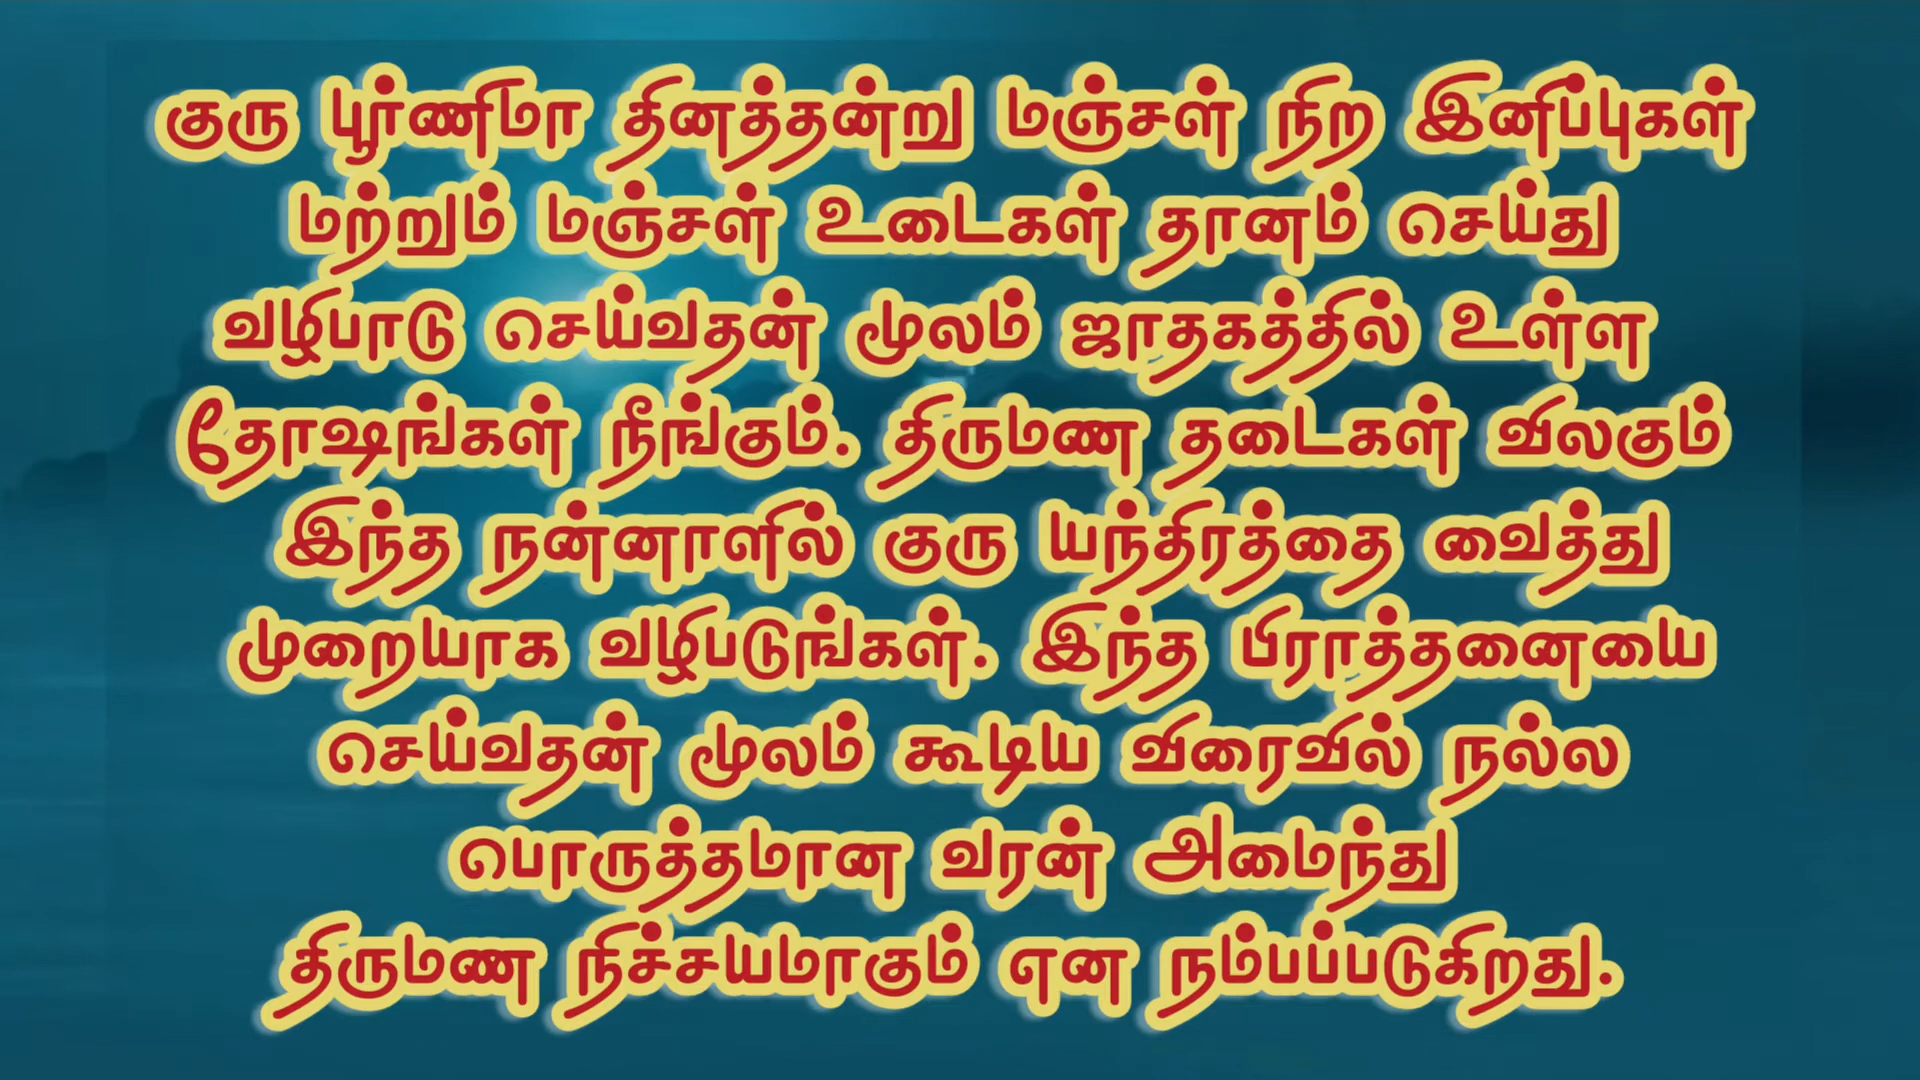 குரு பூர்ணிமா தினத்தன்று மஞ்சள் நிற இனிப்புகள்
மற்றும் மஞ்சள் உடைகள் தானம் செய்து
வழிபாடு செய்வதன் மூலம் ஜாதகத்தில் உள்ள
தோஷங்கள் நீங்கும். திருமண தடைகள் விலகும்
இந்த நன்னாளில் குரு யந்திரத்தை வைத்து
முறையாக வழிபடுங்கள். இந்த பிராத்தனையை
செய்வதன் மூலம் கூடிய விரைவில் நல்ல
பொருத்தமான வரன் அமைந்து
திருமண நிச்சயமாகும் என நம்பப்படுகிறது.